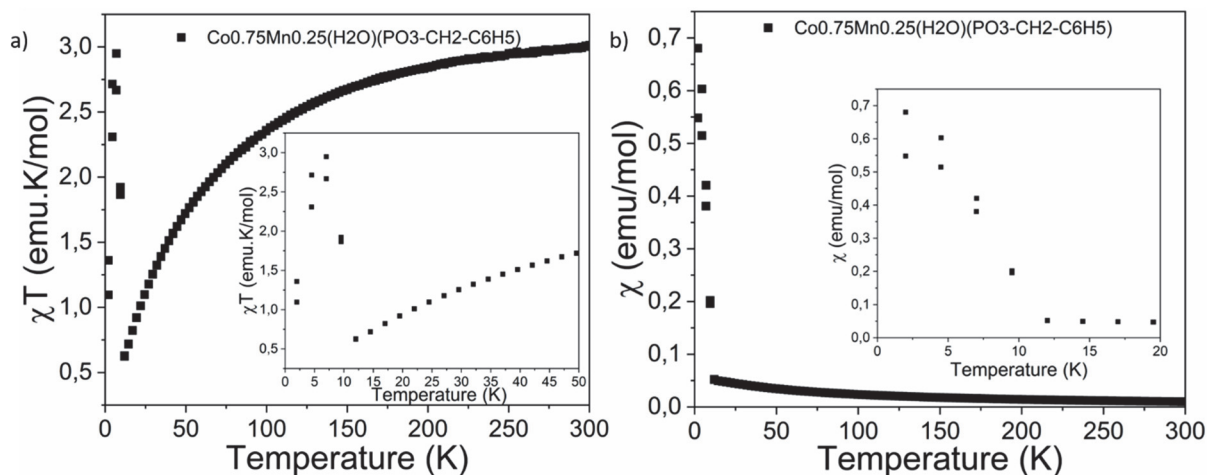 a)
Co0.75Mn0.25(H2O)(PO3-CH2-C6H5)
3,0
2,5
2,0
1,5
1,0
0,5
χT (emu.K/mol)
0 50 100 150 200 250 300
Temperature (K)
3,0
2,5
2,0
1,5
1,0
0,5
χT (emu.K/mol)
0 5 10 15 20 25 30 35 40 45 50
Temperature (K)
b)
Co0.75Mn0.25(H2O)(PO3-CH2-C6H5)
0,7
0,6
0,5
0,4
0,3
0,2
0,1
0,0
χ (emu/mol)
0 50 100 150 200 250 300
Temperature (K)
0,7
0,6
0,5
0,4
0,3
0,2
0,1
0,0
χ (emu/mol)
0 5 10 15 20
Temperature (K)